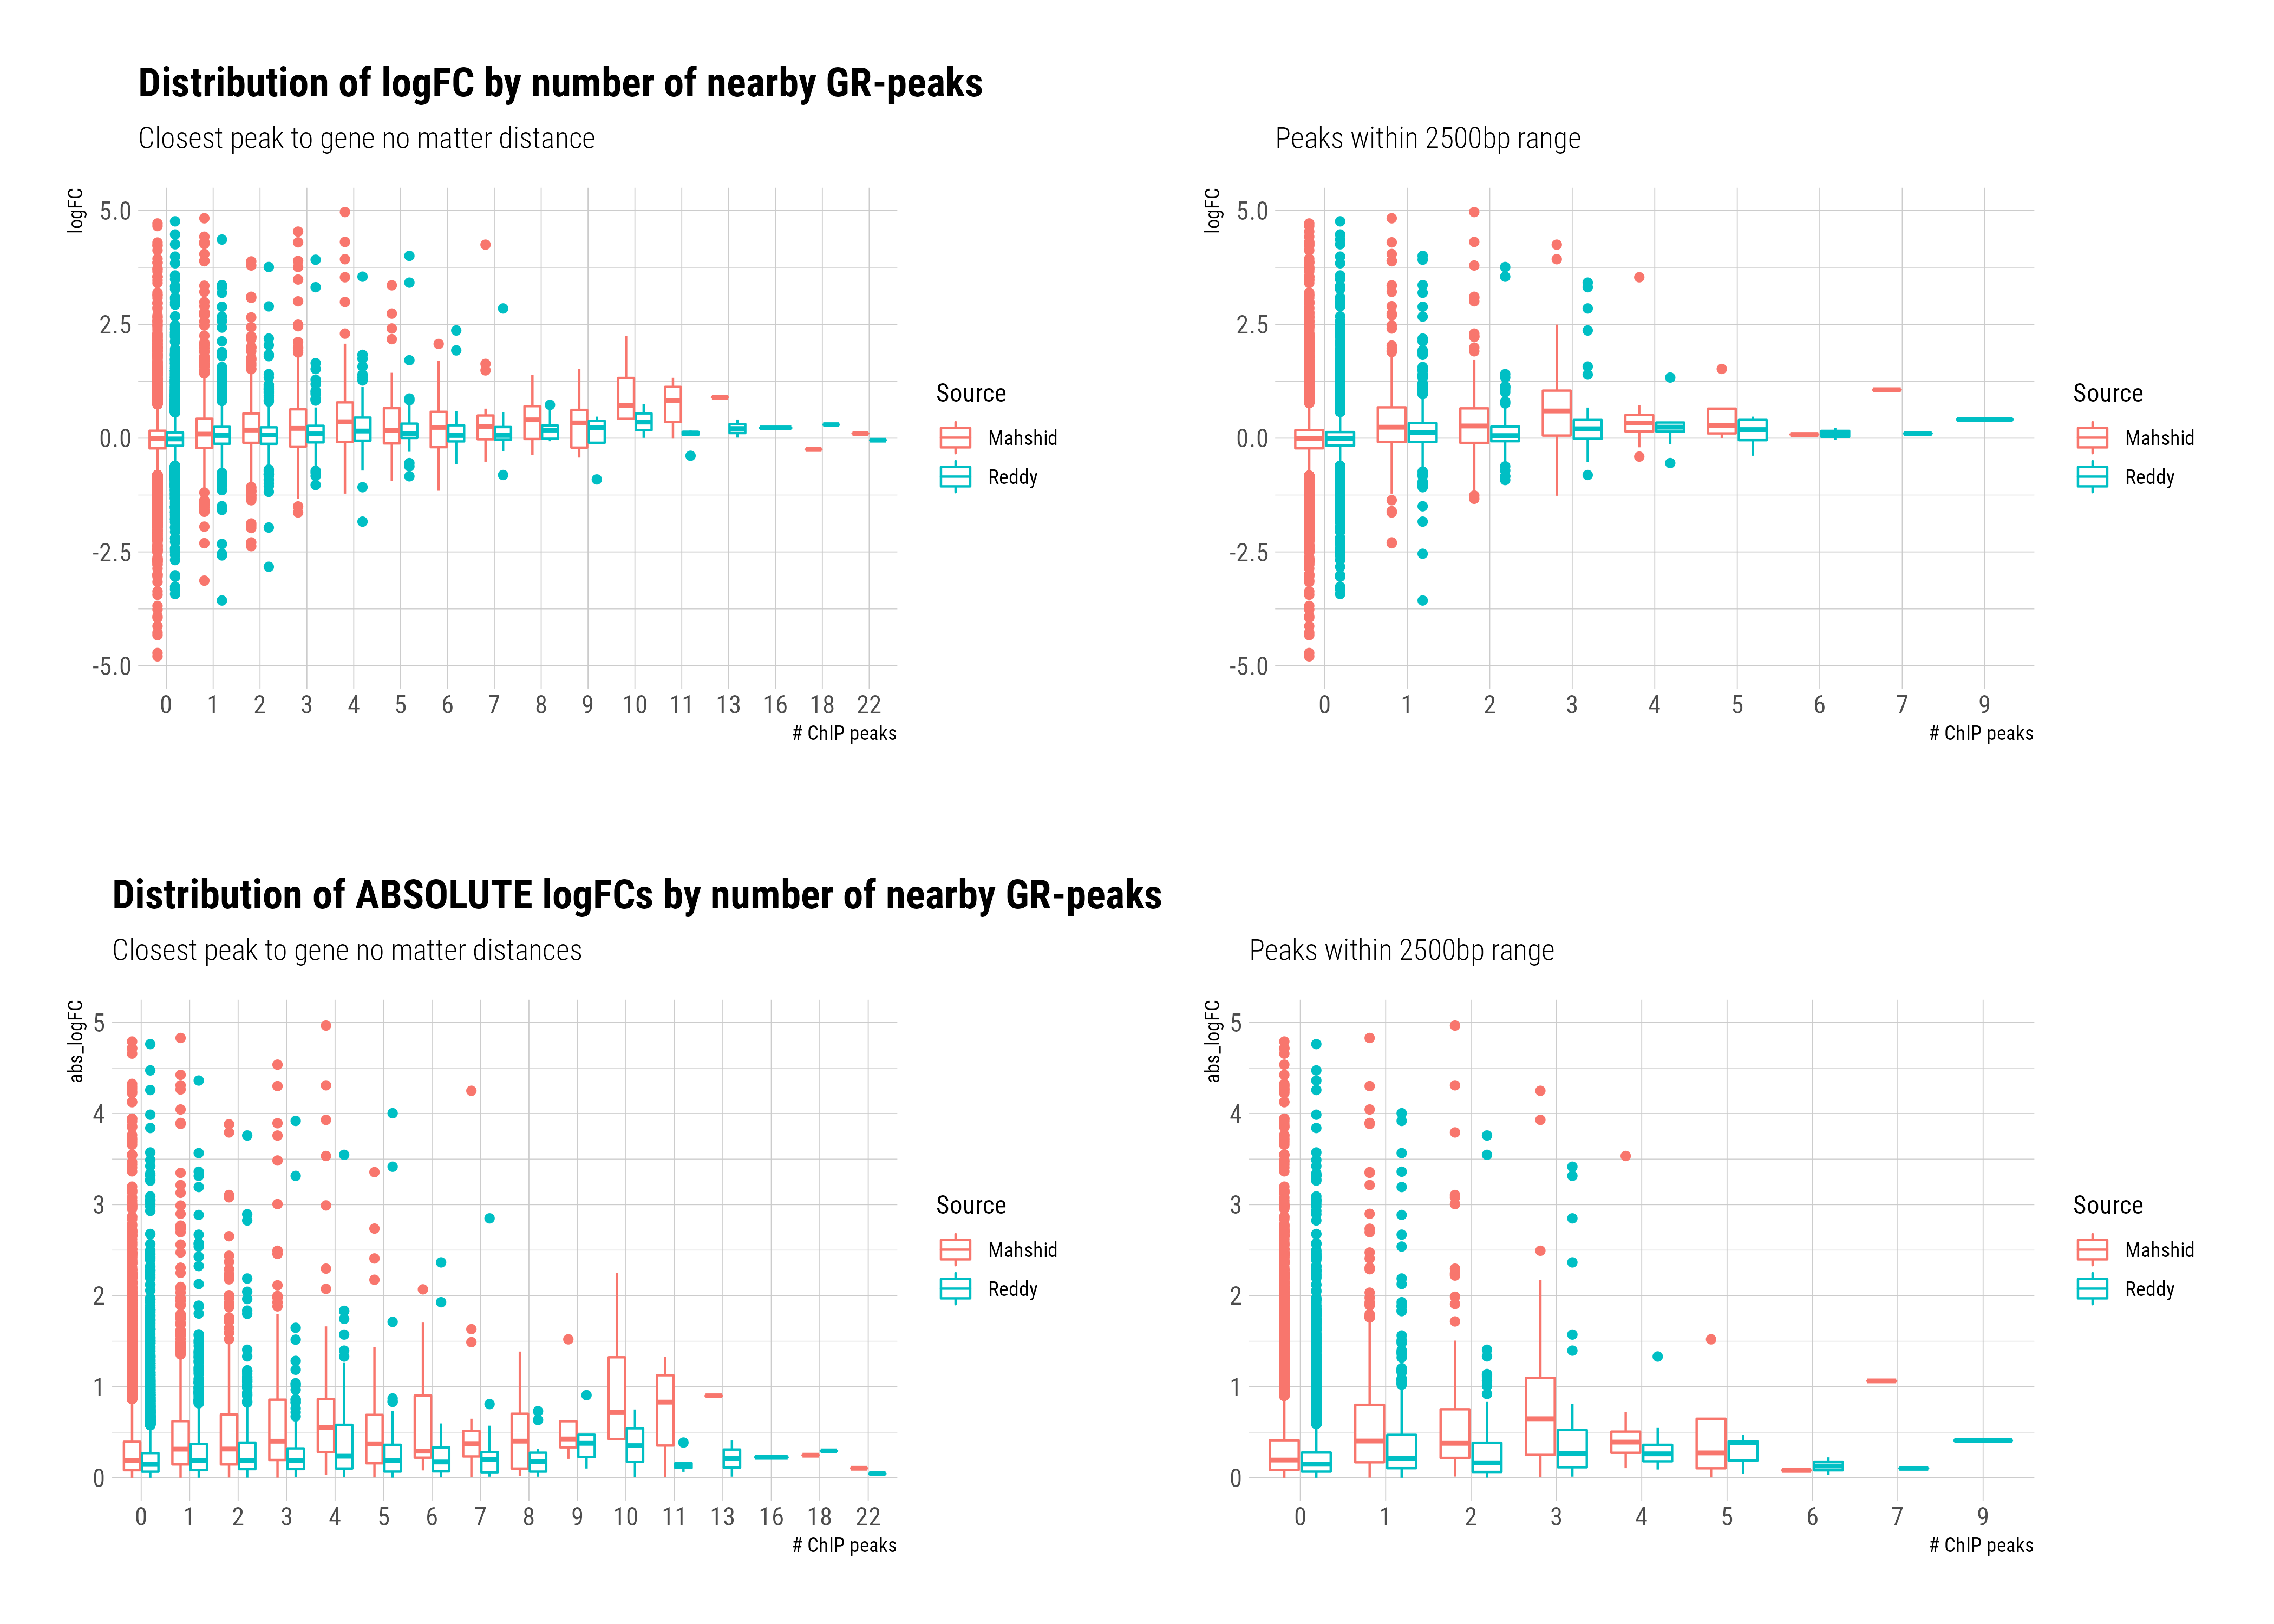 Distribution of logFC by number of nearby GR-peaks
Closest peak to gene no matter distance
logFC
5.0
2.5
0.0
-2.5
-5.0
0 1 2 3 4 5 6 7 8 9 10 11 13 16 18 22
# ChIP peaks
Source
Mahshid
Reddy
Peaks within 2500bp range
logFC
5.0
2.5
0.0
-2.5
-5.0
0 1 2 3 4 5 6 7 9
# ChIP peaks
Source
Mahshid
Reddy
Distribution of ABSOLUTE logFCs by number of nearby GR-peaks
Closest peak to gene no matter distances
abs_logFC
5
4
3
2
1
0
0 1 2 3 4 5 6 7 8 9 10 11 13 16 18 22
# ChIP peaks
Source
Mahshid
Reddy
Peaks within 2500bp range
abs_logFC
5
4
3
2
1
0
0 1 2 3 4 5 6 7 9
# ChIP peaks
Source
Mahshid
Reddy